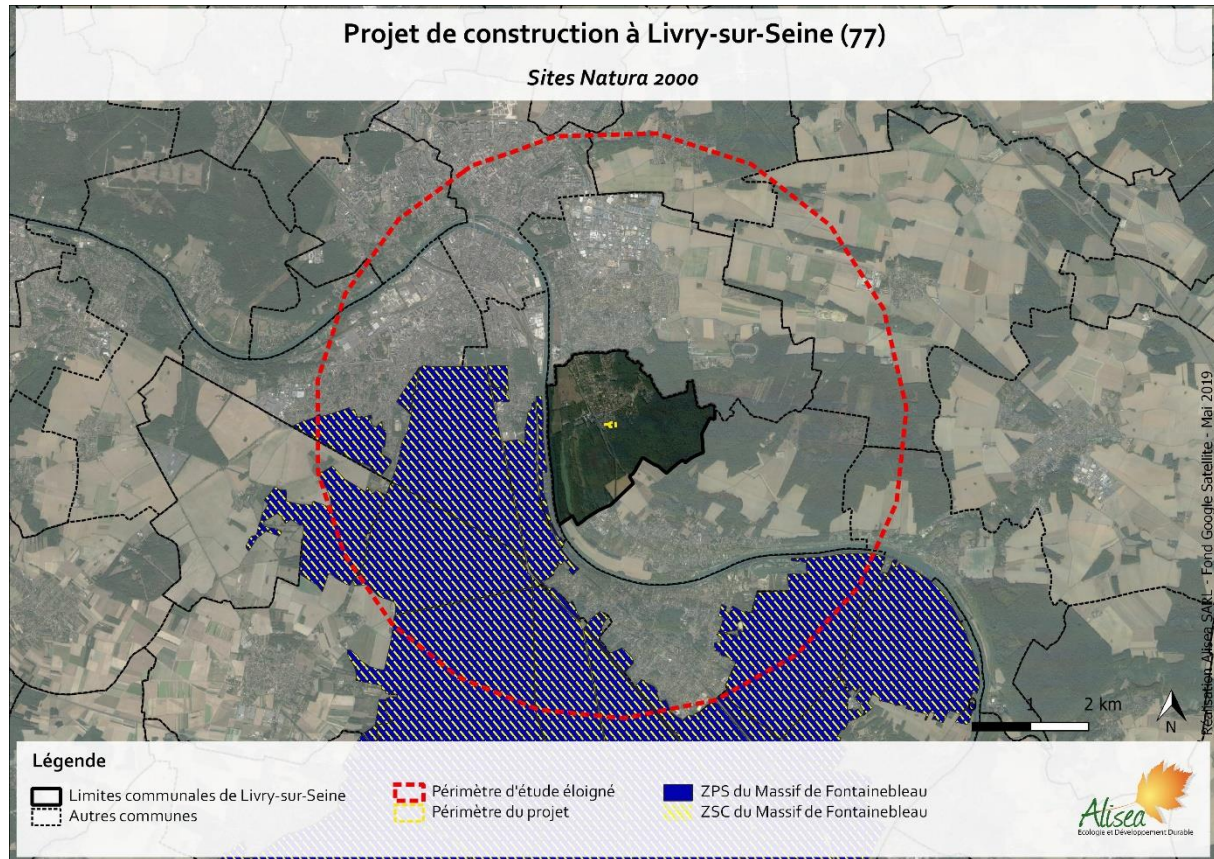 Projet de construction à Livry-sur-Seine (77)
Sites Natura 2000
Réalisation Alisea SARL - Fond Google Satellite - Mai 2019
0 1 2 km
N
Légende
Limites communales de Livry-sur-Seine
Autres communes
Périmètre d'étude éloigné
Périmètre du projet
ZPS du Massif de Fontainebleau
ZSC du Massif de Fontainebleau
Alisea
Ecologie et Développement Durable